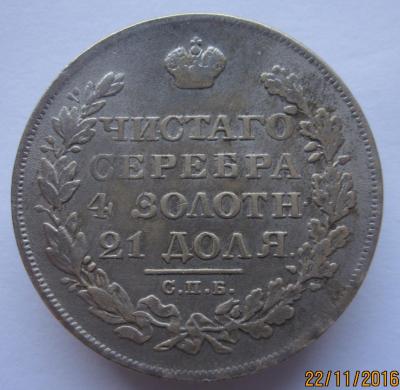 ЧИСТАГО
СЕРЕБРА
4 ЗОЛОТН
21 ДОЛЯ.
С.П.Б.
22/11/2016